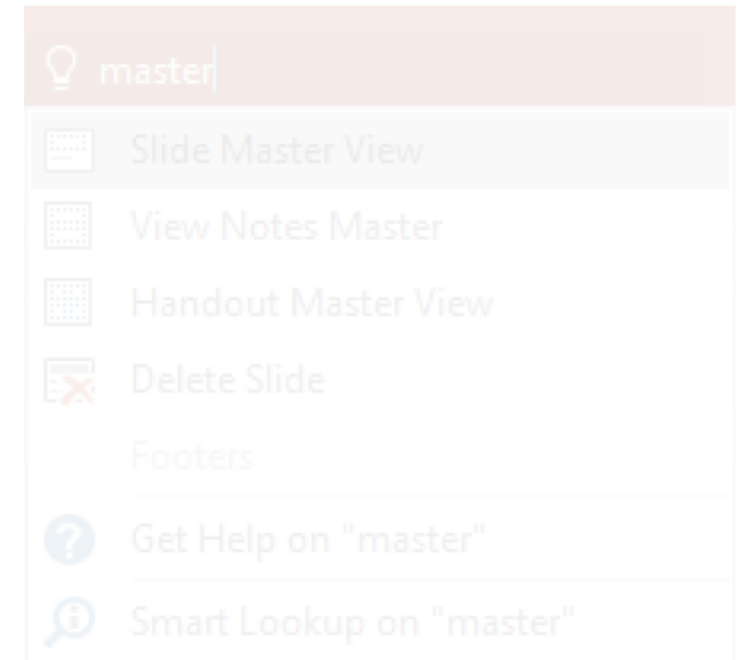 master
Slide Master View
View Notes Master
Handout Master View
Delete Slide
Footers
Get Help on "master"
Smart Lookup on "master"